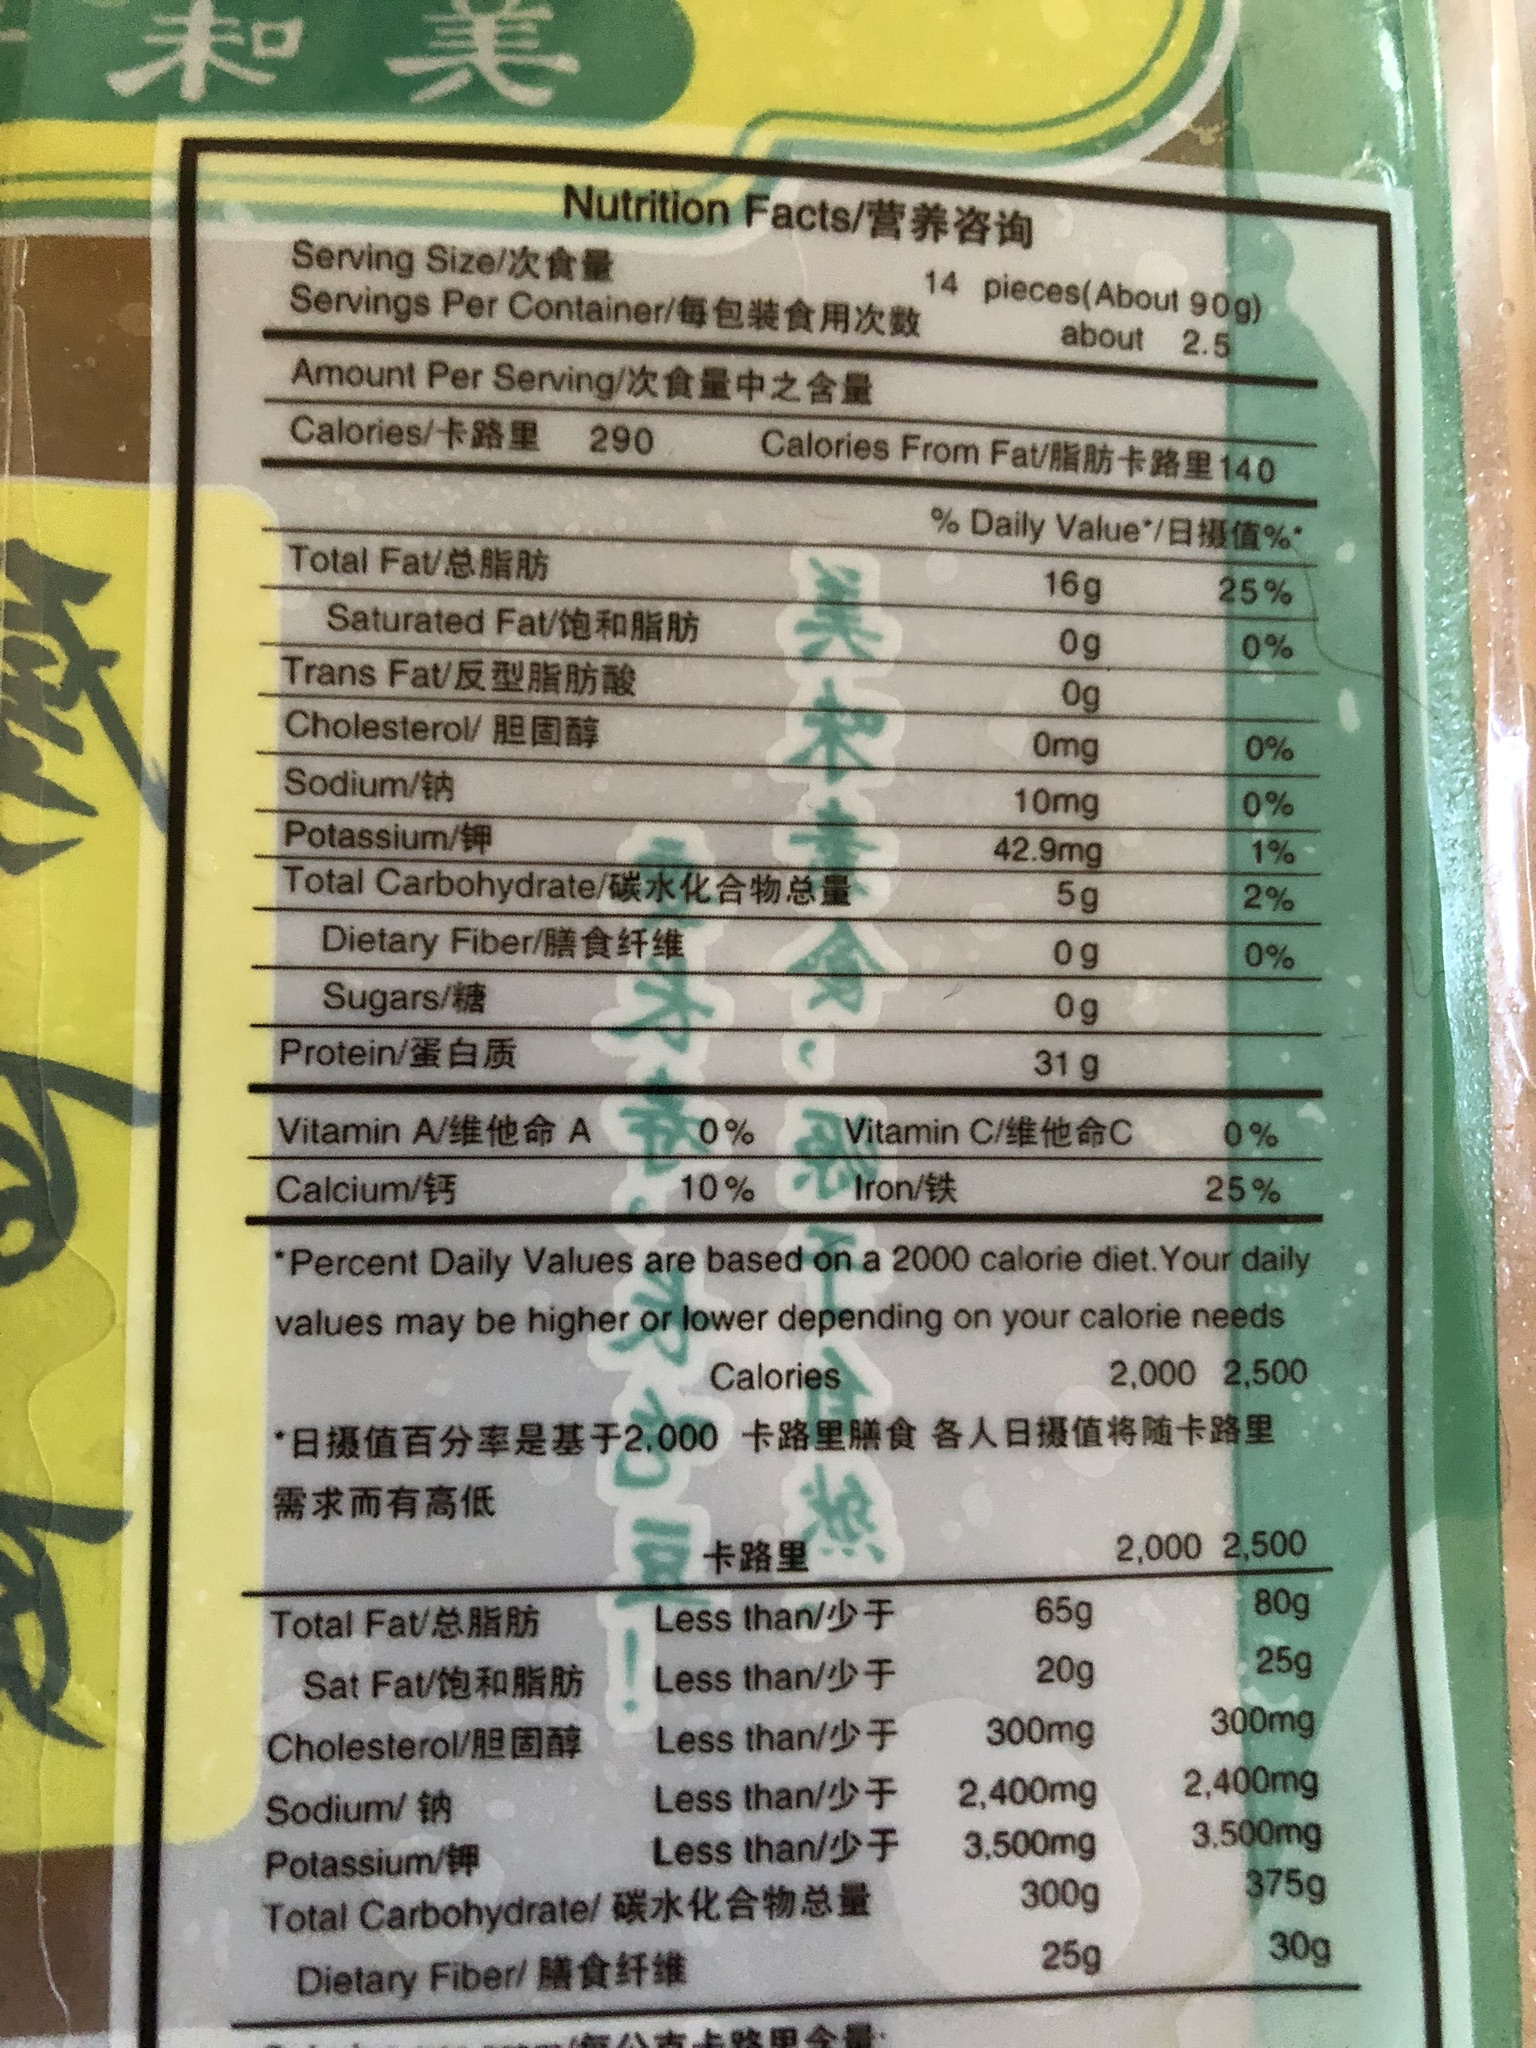 美和
Nutrition Facts/营养咨询
Serving Size/次食量 14 pieces(About 90g)
Servings Per Container/每包装食用次数 about 2.5
Amount Per Serving/次食量中之含量
Calories/卡路里 290 Calories From Fat/脂肪卡路里140
% Daily Value*/日摄值%*
Total Fat/总脂肪 16g 25%
Saturated Fat/饱和脂肪 0g 0%
Trans Fat/反型脂肪酸 0g
Cholesterol/ 胆固醇 0mg 0%
Sodium/钠 10mg 0%
Potassium/钾 42.9mg 1%
Total Carbohydrate/碳水化合物总量 5g 2%
Dietary Fiber/膳食纤维 0g 0%
Sugars/糖 0g
Protein/蛋白质 31g
Vitamin A/维他命 A 0% Vitamin C/维他命C 0%
Calcium/钙 10% Iron/铁 25%
*Percent Daily Values are based on a 2000 calorie diet.Your daily
values may be higher or lower depending on your calorie needs
Calories 2,000 2,500
*日摄值百分率是基于2,000 卡路里膳食 各人日摄值将随卡路里
需求而有高低
卡路里 2,000 2,500
Total Fat/总脂肪 Less than/少于 65g 80g
Sat Fat/饱和脂肪 Less than/少于 20g 25g
Cholesterol/胆固醇 Less than/少于 300mg 300mg
Sodium/ 钠 Less than/少于 2,400mg 2,400mg
Potassium/钾 Less than/少于 3,500mg 3,500mg
Total Carbohydrate/ 碳水化合物总量 300g 375g
Dietary Fiber/ 膳食纤维 25g 30g
美味素食，源于自然